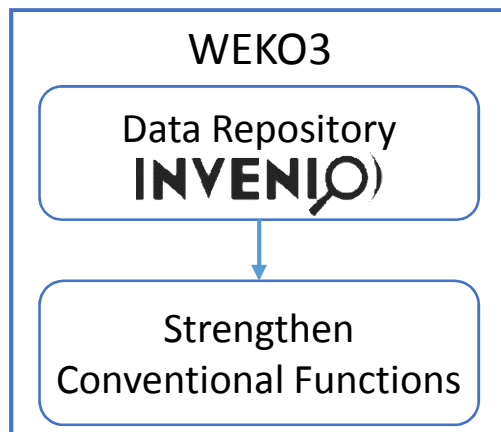 WEKO3
Data Repository
INVENIO
Strengthen
Conventional Functions